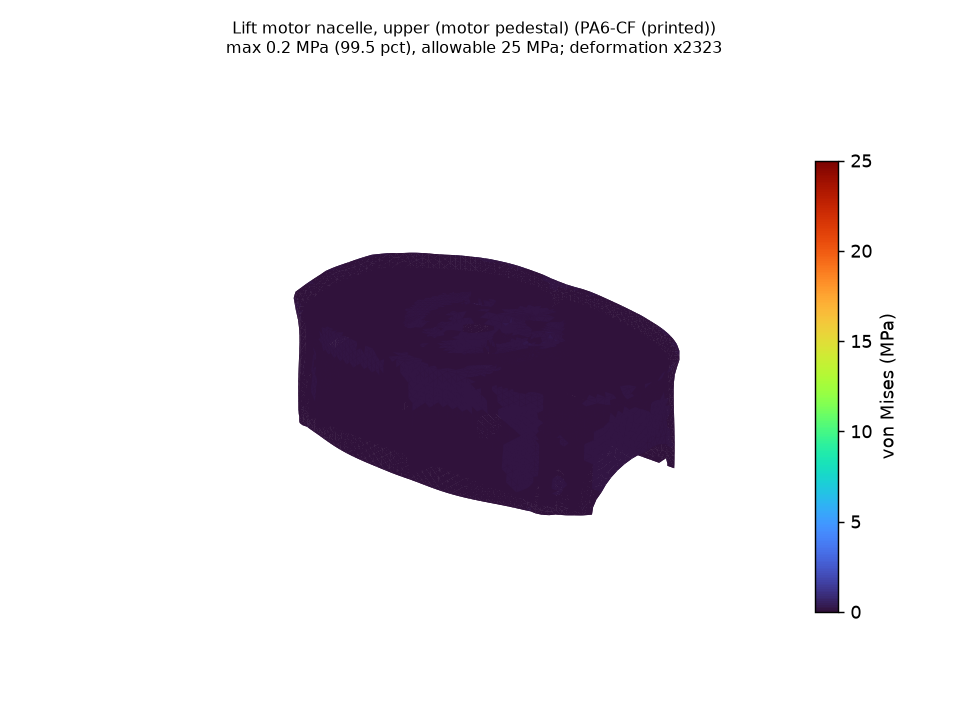 Lift motor nacelle, upper (motor pedestal) (PA6-CF (printed))
max 0.2 MPa (99.5 pct), allowable 25 MPa; deformation x2323
25
20
15
10
5
0
von Mises (MPa)